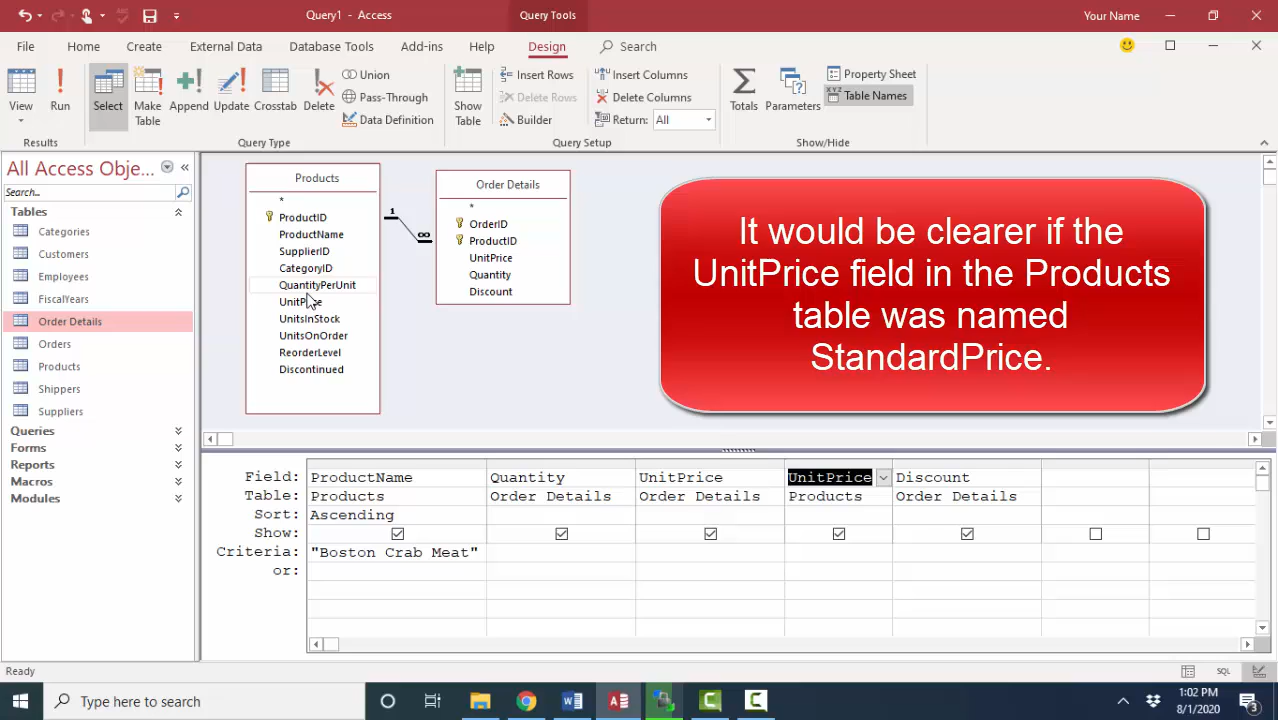 Query1 - Access
Query Tools
Your Name
File
Home
Create
External Data
Database Tools
Add-ins
Help
Design
Search
View
Run
Select
Make
Table
Append
Update
Crosstab
Delete
Union
Pass-Through
Data Definition
Show
Table
Insert Rows
Delete Rows
Builder
Insert Columns
Delete Columns
Return: All
Totals
Parameters
Property Sheet
XYZ Table Names
Results
Query Type
Query Setup
Show/Hide
All Access Obje...
Search...
Tables
Categories
Customers
Employees
FiscalYears
Order Details
Orders
Products
Shippers
Suppliers
Queries
Forms
Reports
Macros
Modules
Products
*
ProductID
ProductName
SupplierID
CategoryID
QuantityPerUnit
UnitPrice
UnitsInStock
UnitsOnOrder
ReorderLevel
Discontinued
1
∞
Order Details
*
OrderID
ProductID
UnitPrice
Quantity
Discount
It would be clearer if the
UnitPrice field in the Products
table was named
StandardPrice.
Field: ProductName Quantity UnitPrice UnitPrice Discount
Table: Products Order Details Order Details Products Order Details
Sort: Ascending
Show:
Criteria: "Boston Crab Meat"
or:
Ready
SQL
Type here to search
1:02 PM
8/1/2020
3